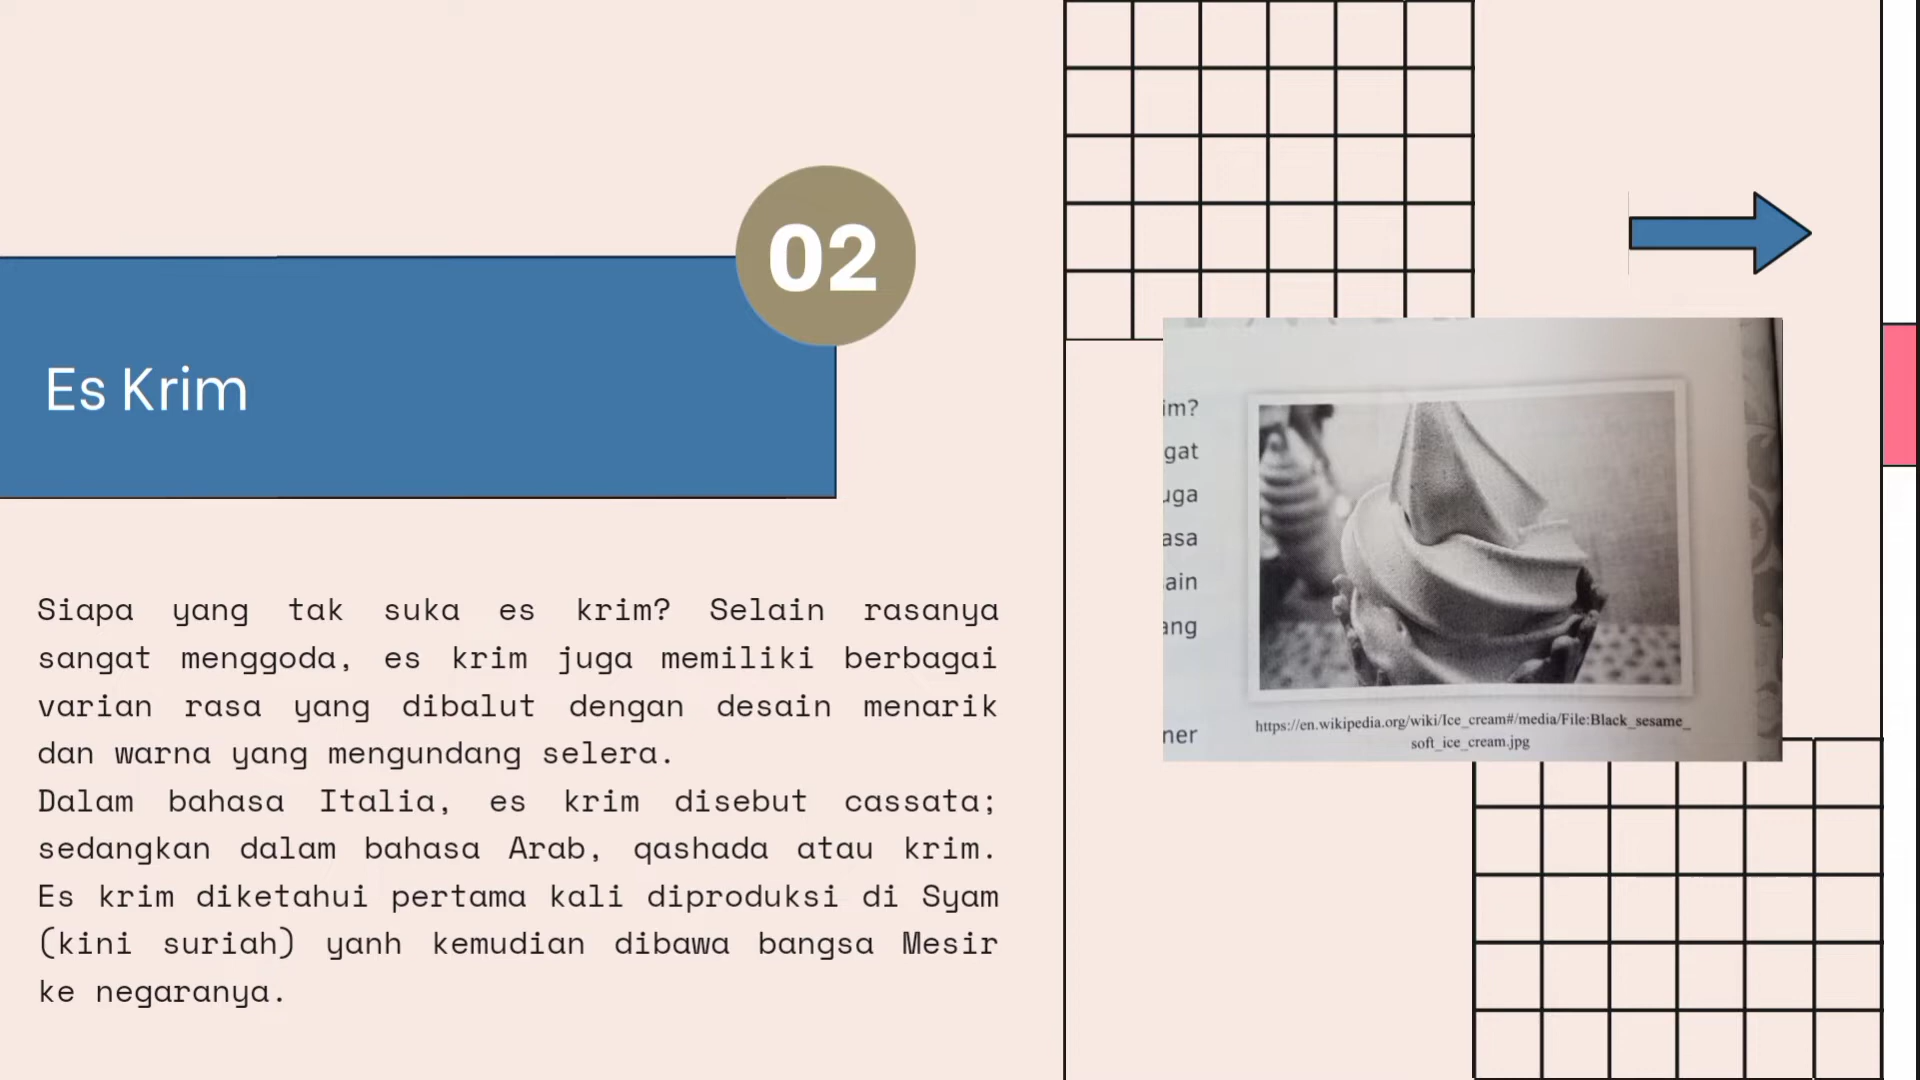 02
Es Krim
Siapa yang tak suka es krim? Selain rasanya
sangat menggoda, es krim juga memiliki berbagai
varian rasa yang dibalut dengan desain menarik
dan warna yang mengundang selera.
Dalam bahasa Italia, es krim disebut cassata;
sedangkan dalam bahasa Arab, qashada atau krim.
Es krim diketahui pertama kali diproduksi di Syam
(kini suriah) yanh kemudian dibawa bangsa Mesir
ke negaranya.
im?
gat
uga
asa
ain
ang
ner
https://en.wikipedia.org/wiki/Ice_cream#/media/File:Black_sesame_
soft_ice_cream.jpg